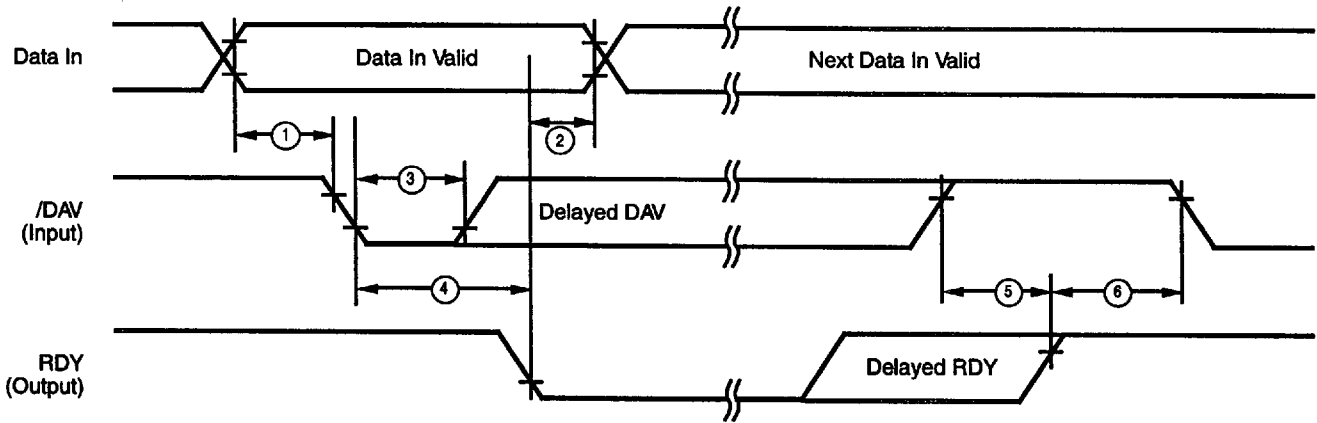 Data In
Data In Valid
Next Data In Valid
1
2
/DAV
(Input)
3
Delayed DAV
4
5
6
RDY
(Output)
Delayed RDY